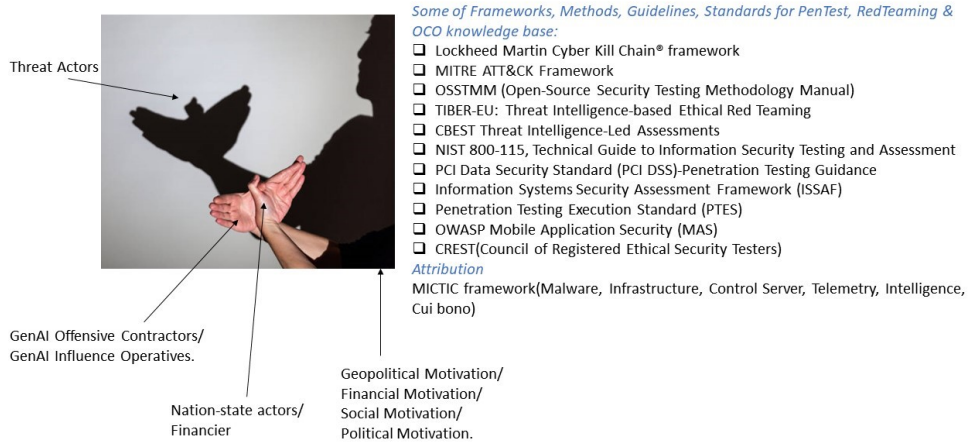 Some of Frameworks, Methods, Guidelines, Standards for PenTest, RedTeaming &
OCO knowledge base:
Lockheed Martin Cyber Kill Chain® framework
MITRE ATT&CK Framework
OSSTMM (Open-Source Security Testing Methodology Manual)
TIBER-EU: Threat Intelligence-based Ethical Red Teaming
CBEST Threat Intelligence-Led Assessments
NIST 800-115, Technical Guide to Information Security Testing and Assessment
PCI Data Security Standard (PCI DSS)-Penetration Testing Guidance
Information Systems Security Assessment Framework (ISSAF)
Penetration Testing Execution Standard (PTES)
OWASP Mobile Application Security (MAS)
CREST(Council of Registered Ethical Security Testers)
Attribution
MICTIC framework(Malware, Infrastructure, Control Server, Telemetry, Intelligence,
Cui bono)
Threat Actors
GenAI Offensive Contractors/
GenAI Influence Operatives.
Nation-state actors/
Financier
Geopolitical Motivation/
Financial Motivation/
Social Motivation/
Political Motivation.